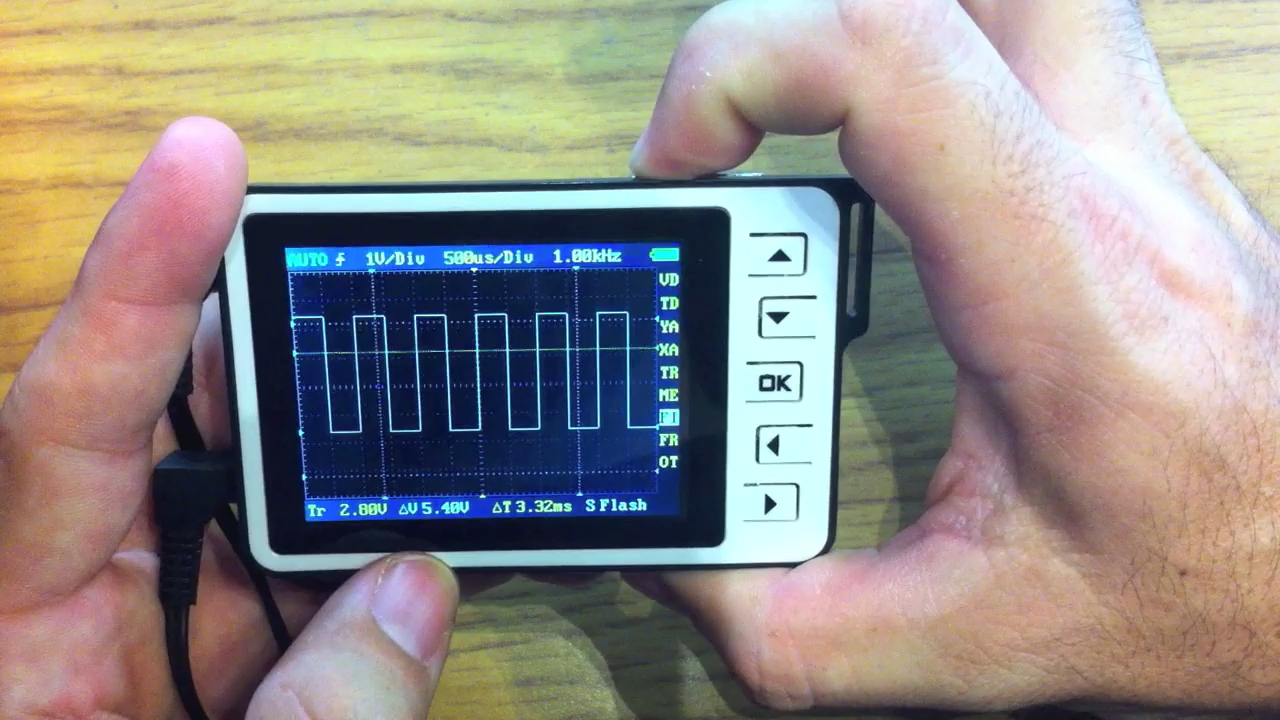 AUTO ƒ 1V/Div 500us/Div 1.00kHz
VD
TD
YA
XA
TR
ME
FI
FR
OT
Tr 2.80V ΔV 5.40V ΔT 3.32ms S Flash
OK